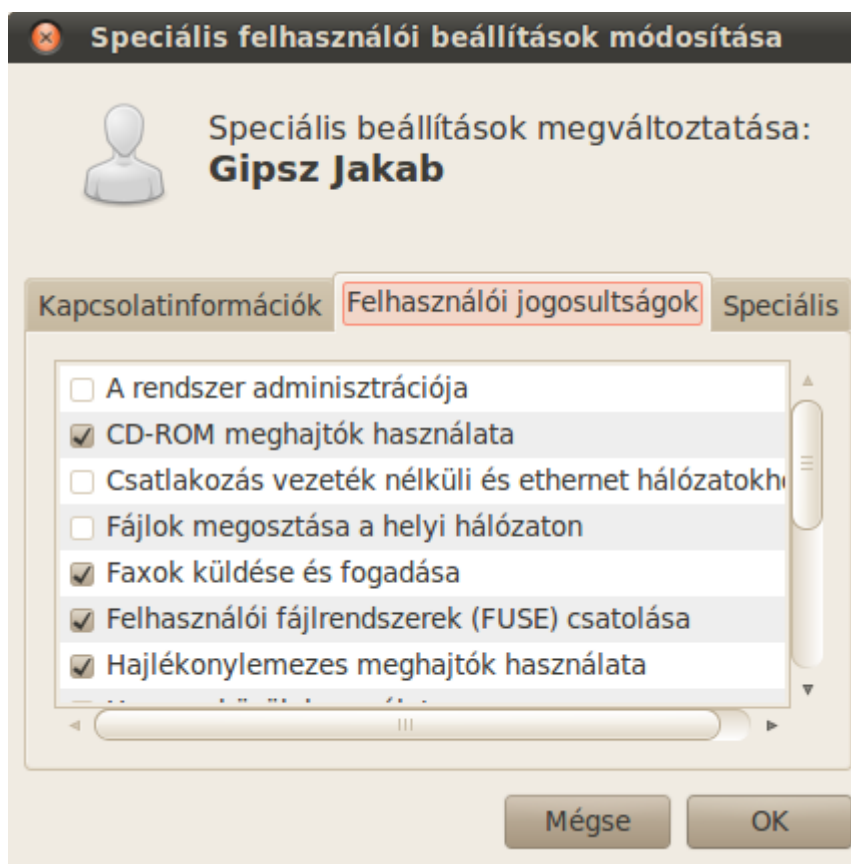 Speciális felhasználói beállítások módosítása
Speciális beállítások megváltoztatása:
Gipsz Jakab
Kapcsolatinformációk Felhasználói jogosultságok Speciális
A rendszer adminisztrációja
CD-ROM meghajtók használata
Csatlakozás vezeték nélküli és ethernet
Fájlok megosztása a helyi hálózaton
Faxok küldése és fogadása
Felhasználói fájlrendszerek (FUSE) csatolása
Hajlékonylemezes meghajtók használata
Mégse OK